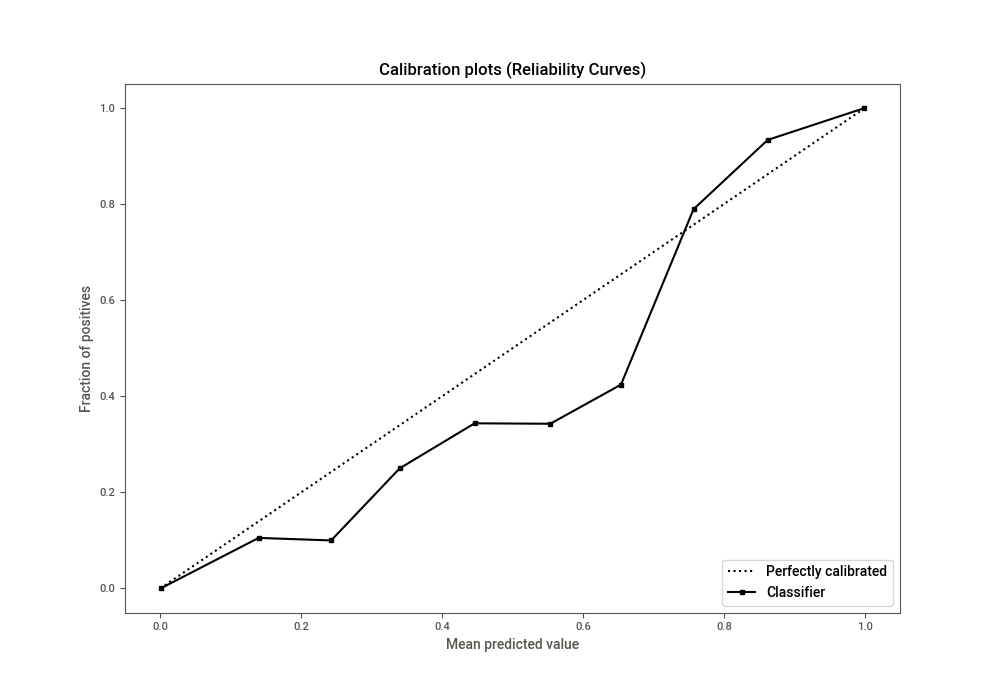 Calibration plots (Reliability Curves)
1.0
0.8
0.6
0.4
0.2
0.0
Fraction of positives
0.0 0.2 0.4 0.6 0.8 1.0
Mean predicted value
Perfectly calibrated
Classifier